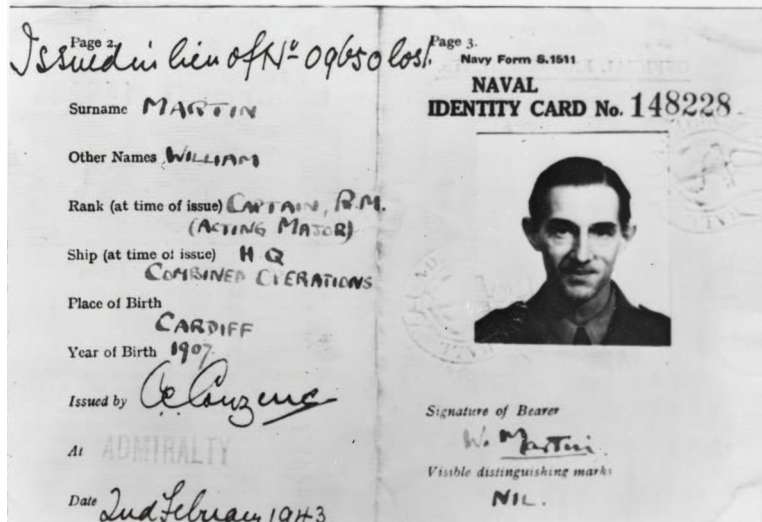 Page 2.
Issued in lieu of No 09650 lost.
Surname MARTIN
Other Names WILLIAM
Rank (at time of issue) CAPTAIN, R.M.
(ACTING MAJOR)
Ship (at time of issue) H Q
COMBINED OPERATIONS
Place of Birth
CARDIFF
Year of Birth 1907
Issued by
At ADMIRALTY
Date 2nd February 1943
Page 3.
Navy Form S.1511
NAVAL
IDENTITY CARD No. 148228
Signature of Bearer
W. Martin
Visible distinguishing marks
NIL.